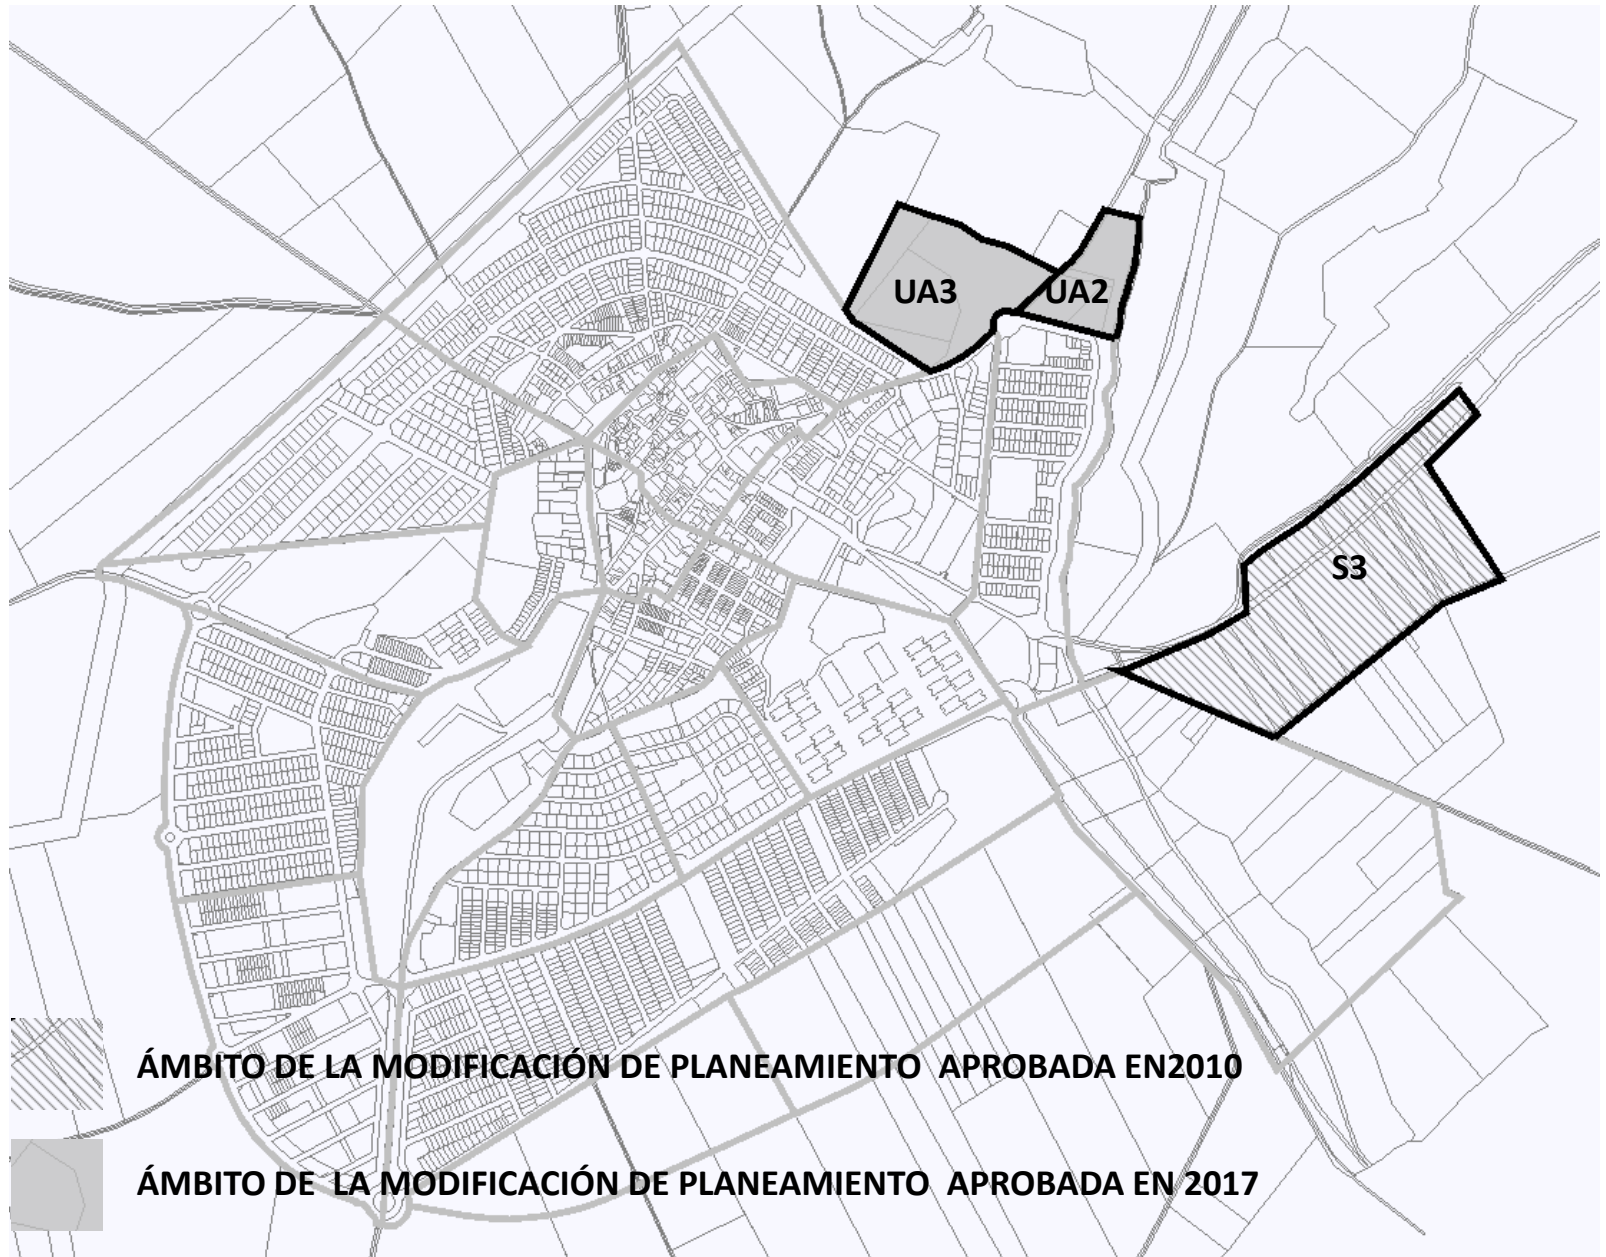 UA3
UA2
S3
ÁMBITO DE LA MODIFICACIÓN DE PLANEAMIENTO APROBADA EN2010
ÁMBITO DE LA MODIFICACIÓN DE PLANEAMIENTO APROBADA EN 2017